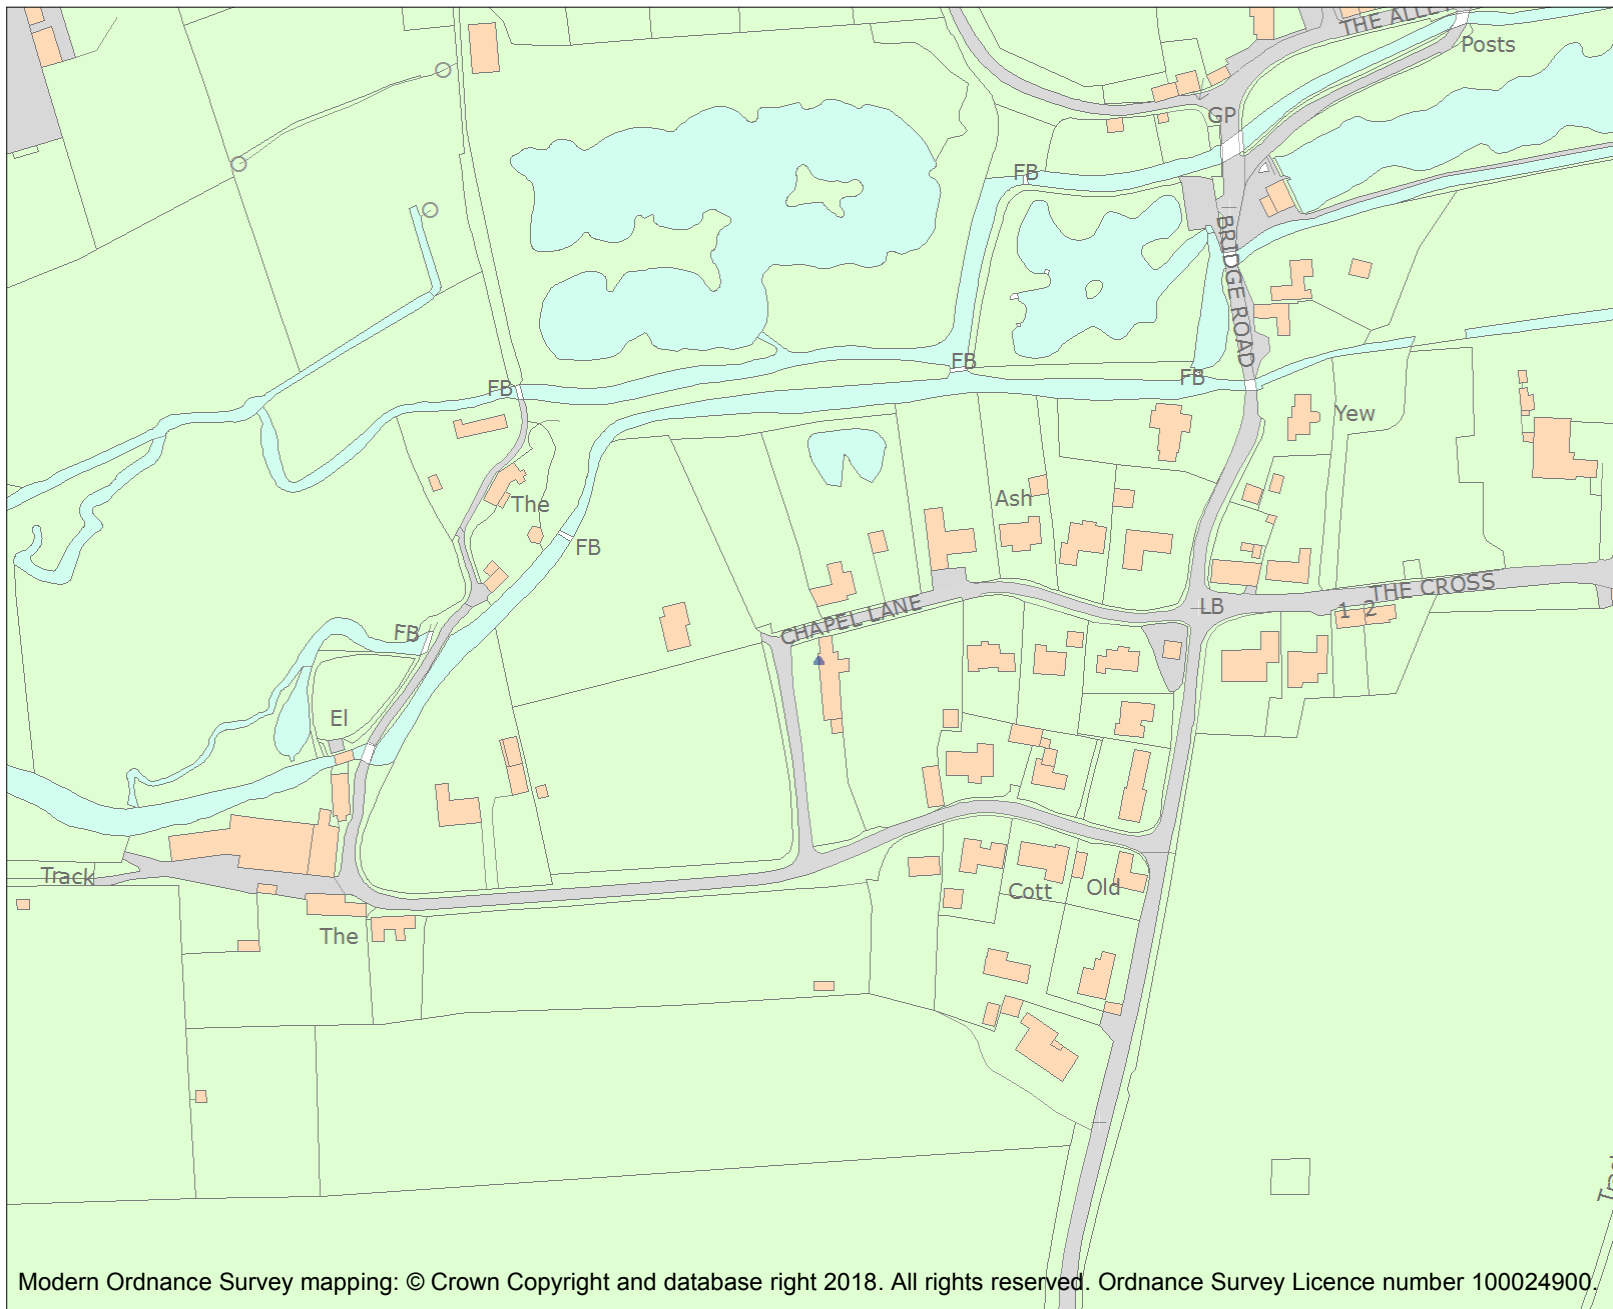 THE ALLEY
Posts
GP
FB
BRIDGE ROAD
FB
FB
FB
Yew
Ash
The
FB
THE CROSS
CHAPEL LANE
LB
1 2
FB
El
Track
Cott
Old
The
Modern Ordnance Survey mapping: © Crown Copyright and database right 2018. All rights reserved. Ordnance Survey Licence number 100024900.